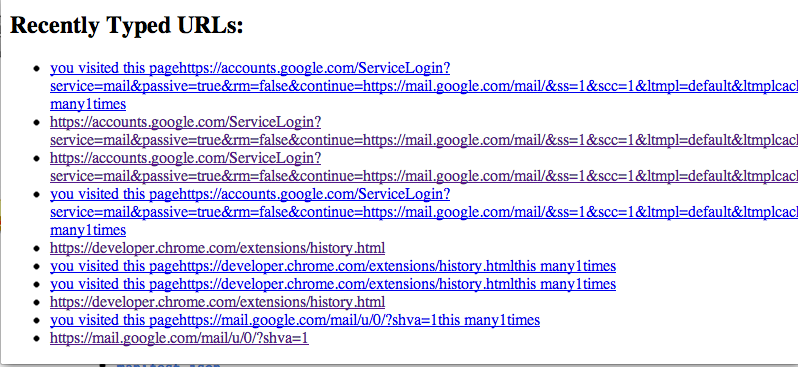 Recently Typed URLs:
you visited this pagehttps://accounts.google.com/ServiceLogin?
service=mail&passive=true&rm=false&continue=https://mail.google.com/mail/&ss=1&scc=1&ltmpl=default&ltmplcacl
many1times
https://accounts.google.com/ServiceLogin?
service=mail&passive=true&rm=false&continue=https://mail.google.com/mail/&ss=1&scc=1&ltmpl=default&ltmplcacl
https://accounts.google.com/ServiceLogin?
service=mail&passive=true&rm=false&continue=https://mail.google.com/mail/&ss=1&scc=1&ltmpl=default&ltmplcacl
you visited this pagehttps://accounts.google.com/ServiceLogin?
service=mail&passive=true&rm=false&continue=https://mail.google.com/mail/&ss=1&scc=1&ltmpl=default&ltmplcacl
many1times
https://developer.chrome.com/extensions/history.html
you visited this pagehttps://developer.chrome.com/extensions/history.htmlthis many1times
you visited this pagehttps://developer.chrome.com/extensions/history.htmlthis many1times
https://developer.chrome.com/extensions/history.html
you visited this pagehttps://mail.google.com/mail/u/0/?shva=1this many1times
https://mail.google.com/mail/u/0/?shva=1